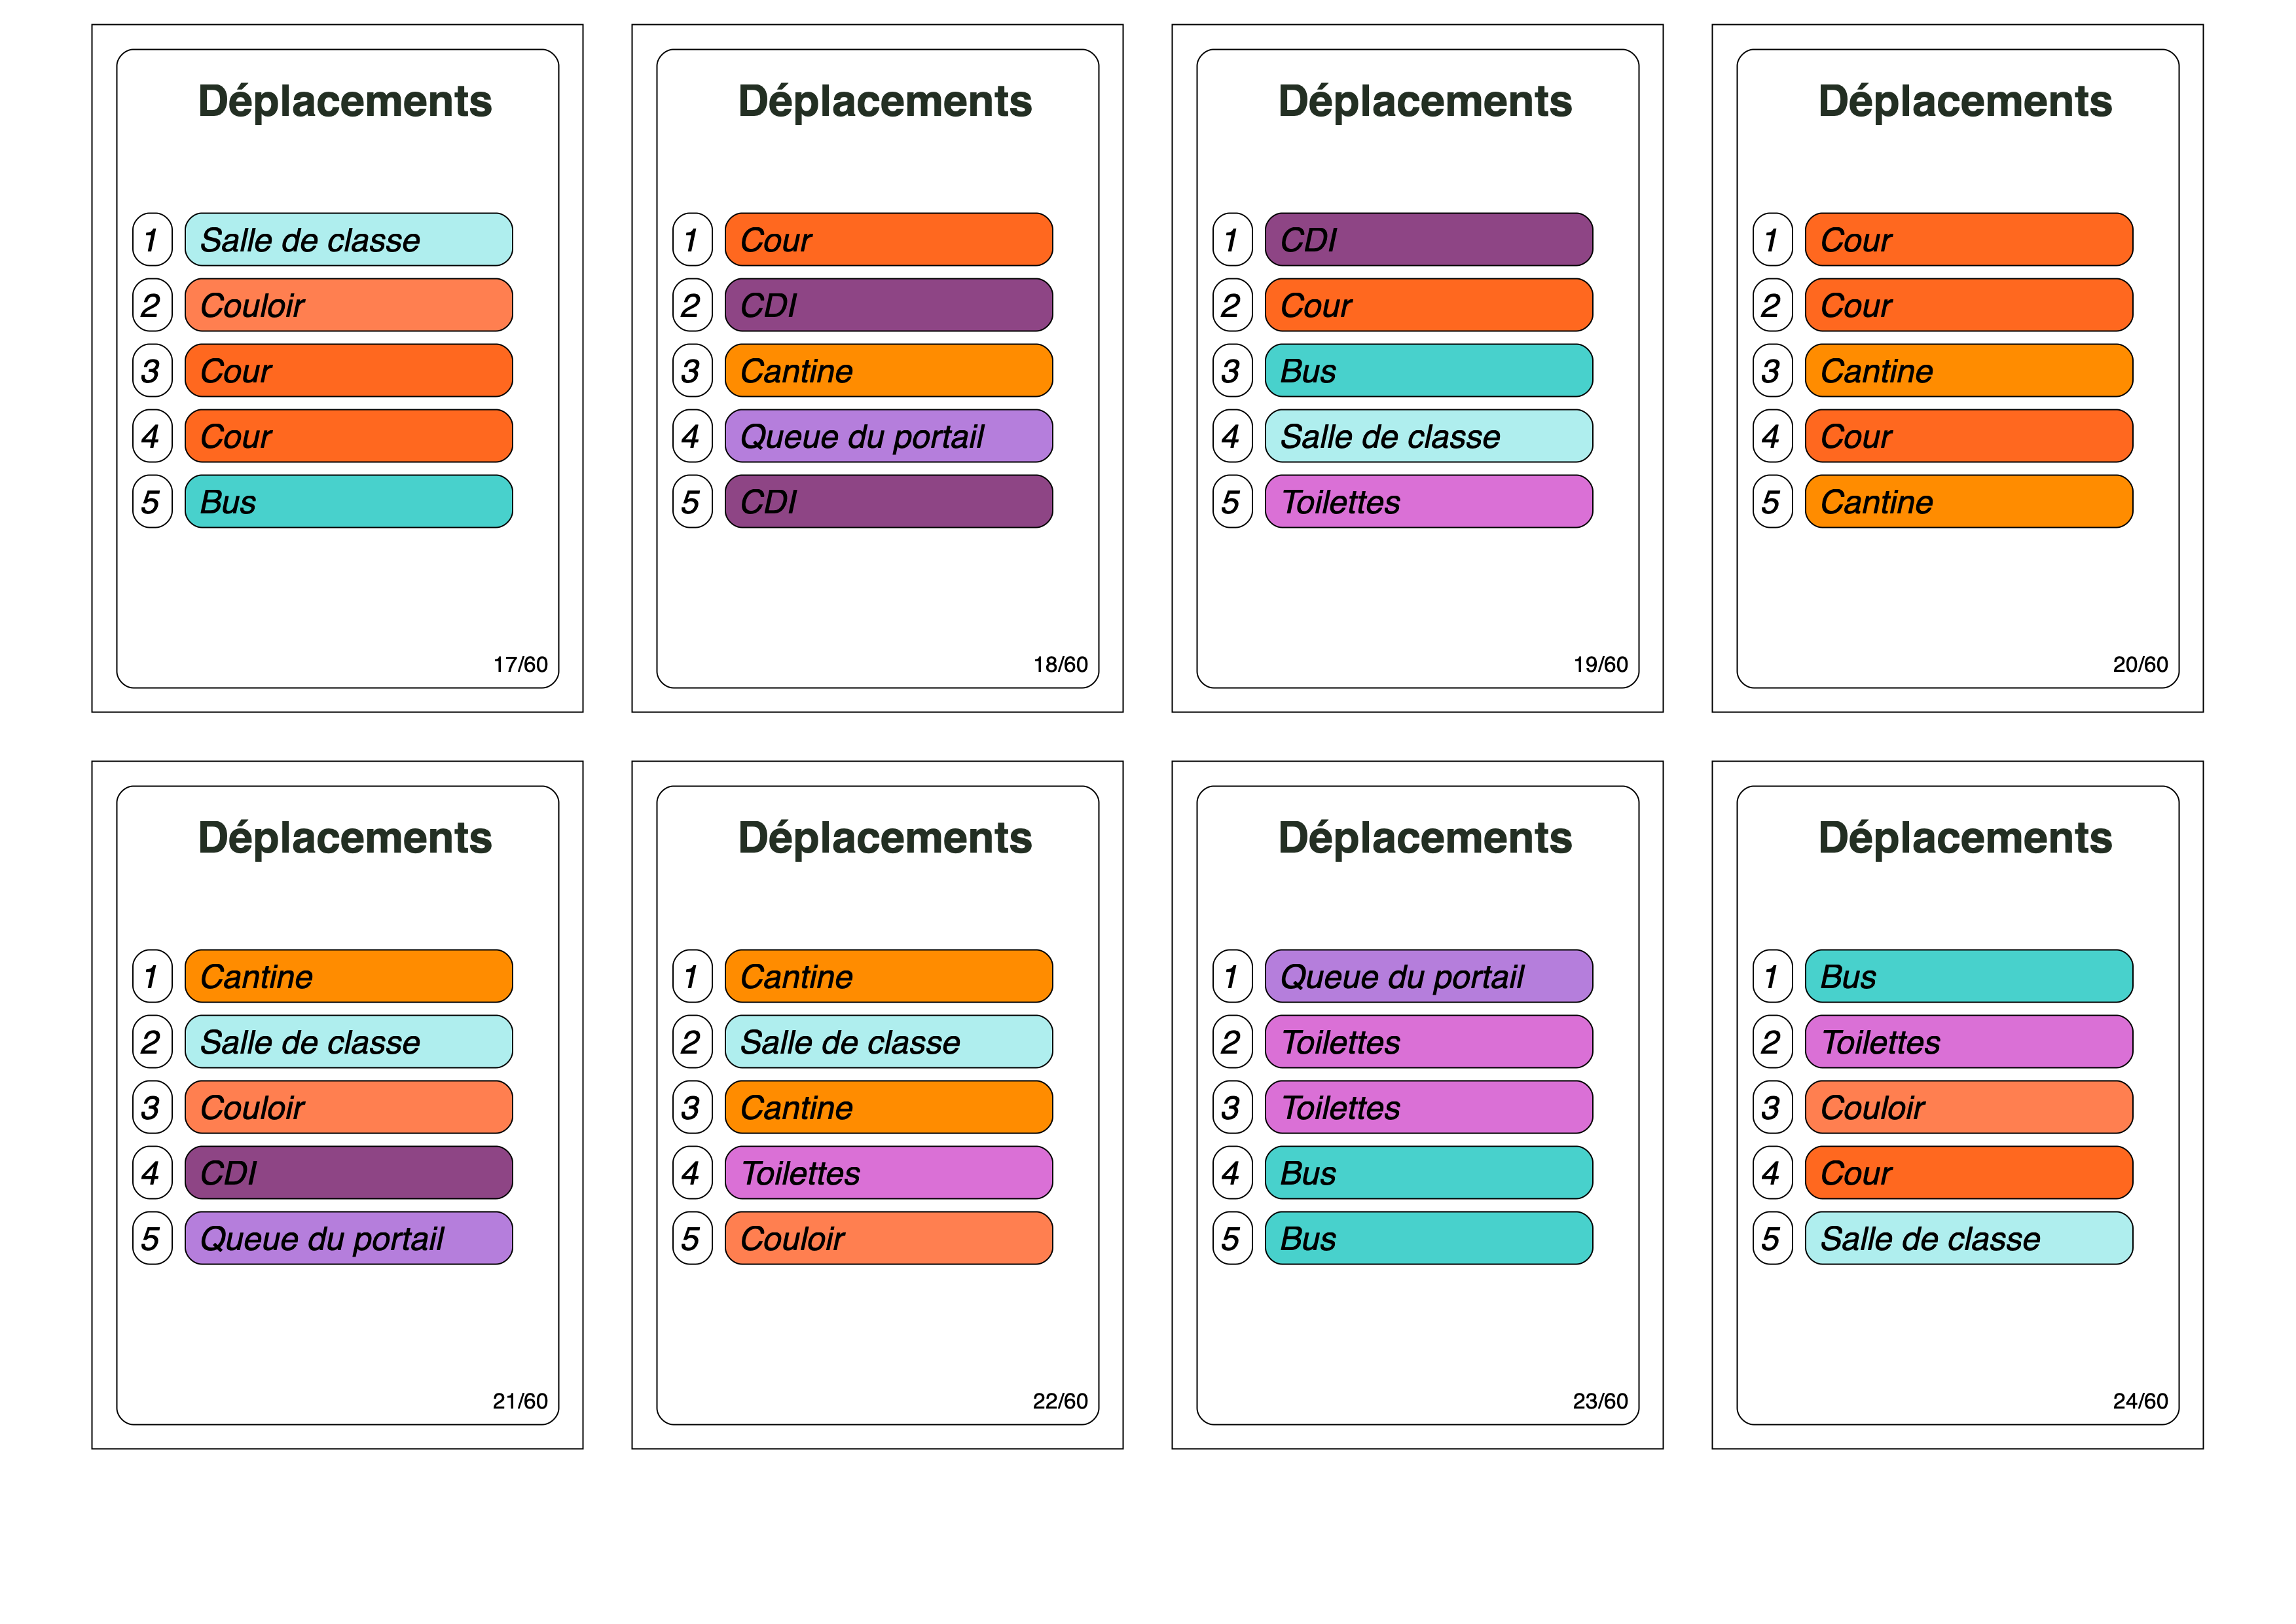 Déplacements
1 Salle de classe
2 Couloir
3 Cour
4 Cour
5 Bus
17/60
Déplacements
1 Cour
2 CDI
3 Cantine
4 Queue du portail
5 CDI
18/60
Déplacements
1 CDI
2 Cour
3 Bus
4 Salle de classe
5 Toilettes
19/60
Déplacements
1 Cour
2 Cour
3 Cantine
4 Cour
5 Cantine
20/60
Déplacements
1 Cantine
2 Salle de classe
3 Couloir
4 CDI
5 Queue du portail
21/60
Déplacements
1 Cantine
2 Salle de classe
3 Cantine
4 Toilettes
5 Couloir
22/60
Déplacements
1 Queue du portail
2 Toilettes
3 Toilettes
4 Bus
5 Bus
23/60
Déplacements
1 Bus
2 Toilettes
3 Couloir
4 Cour
5 Salle de classe
24/60